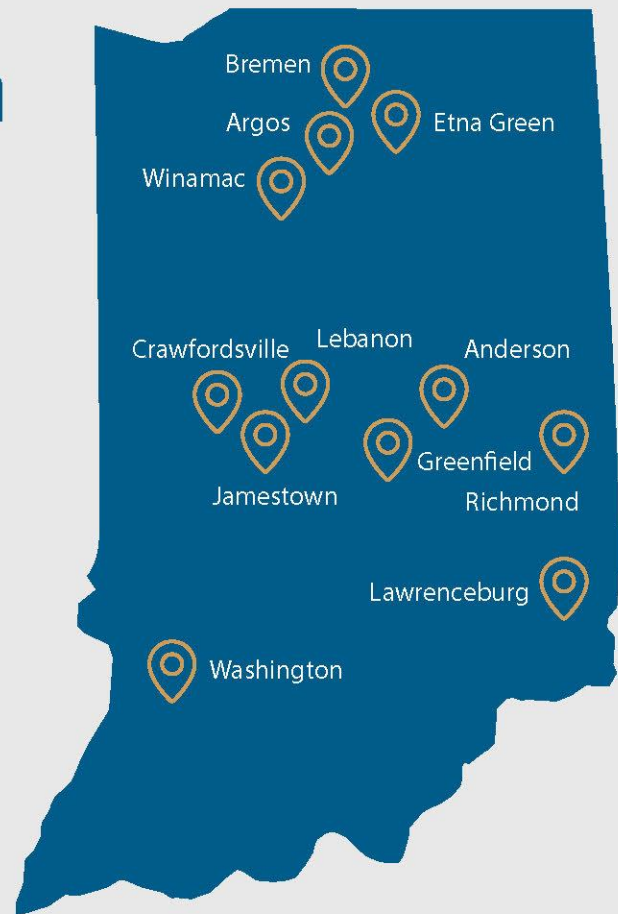 Bremen
Argos
Etna Green
Winamac
Crawfordsville
Lebanon
Anderson
Jamestown
Greenfield
Richmond
Lawrenceburg
Washington